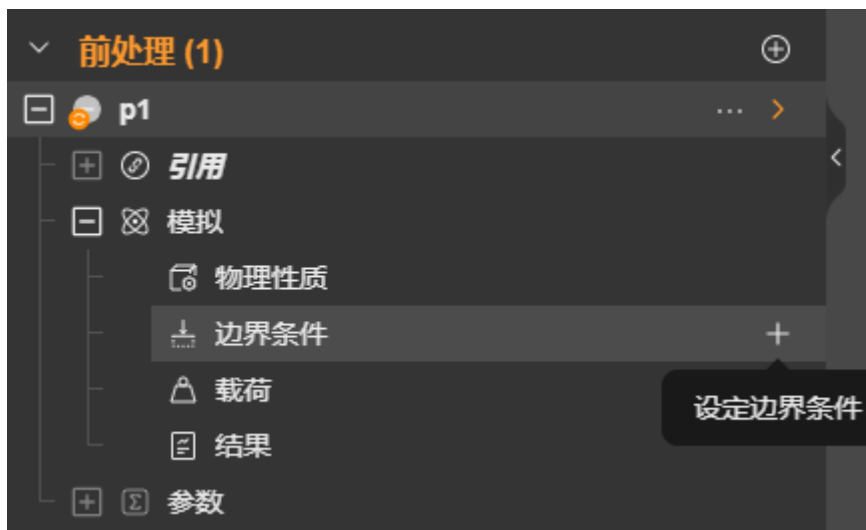 前处理 (1)
p1
引用
模拟
物理性质
边界条件
设定边界条件
载荷
结果
参数